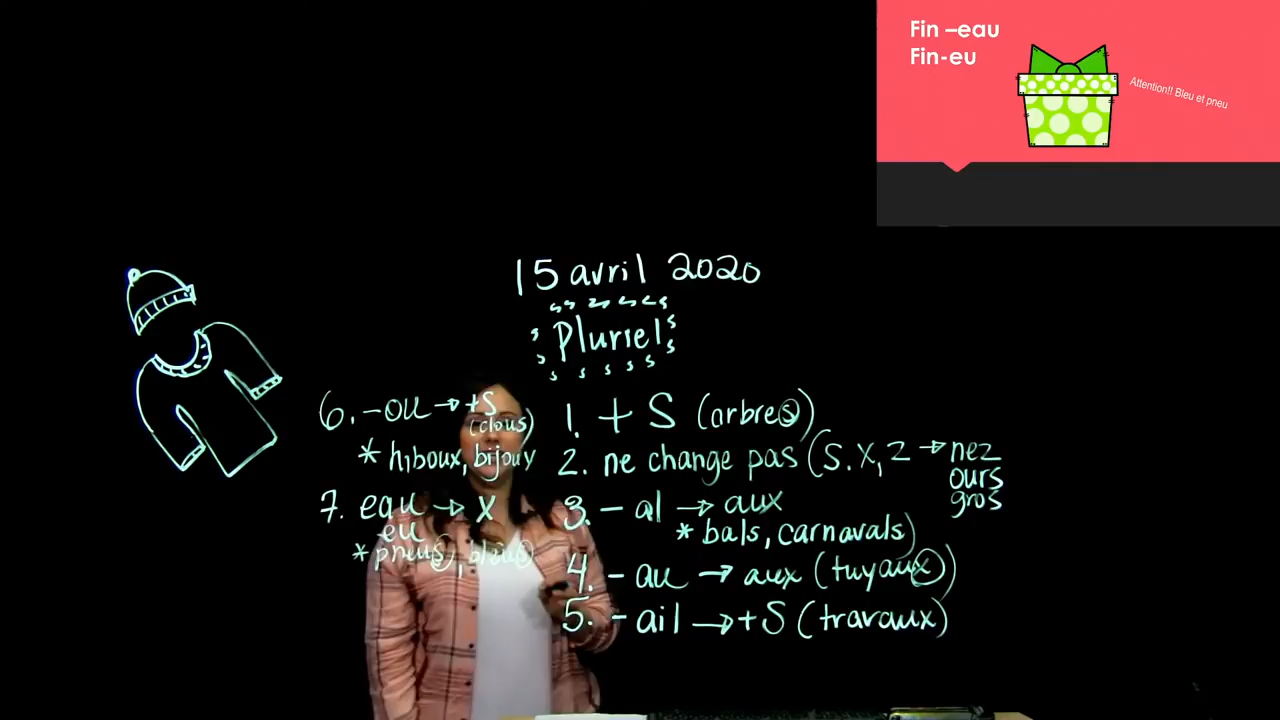 Fin –eau
Fin-eu
Attention!! Bleu et pneu
15 avril 2020
Pluriel
1. + S (arbres)
2. ne change pas (S. X, Z → nez
ours
gros
3. – al → aux
* bals, carnavals)
4. – au → aux (tuyaux)
5. – ail → + S (travaux)
6. – ou → +S
(clous)
* hiboux, bijoux
7. eau → X
eu
* pneus, bleus